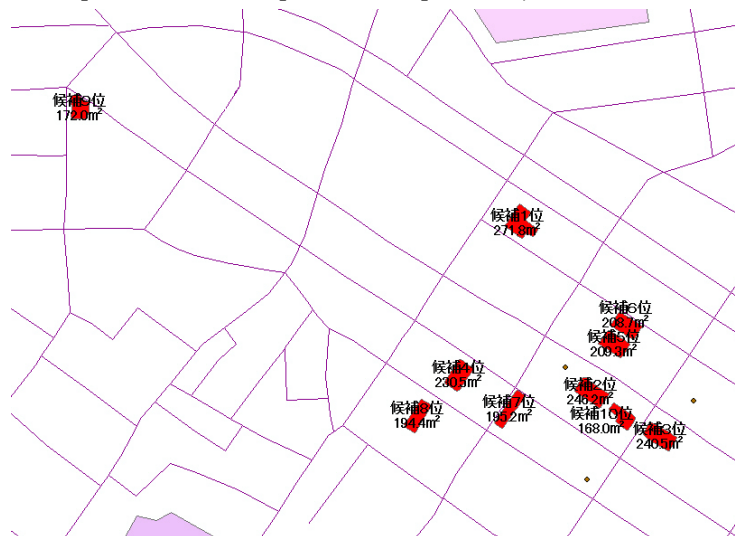 候補9位
172.0㎡
候補1位
271.8㎡
候補6位
208.7㎡
候補5位
209.3㎡
候補4位
230.5㎡
候補2位
246.2㎡
候補7位
195.2㎡
候補8位
194.4㎡
候補10位
168.0㎡
候補3位
240.5㎡